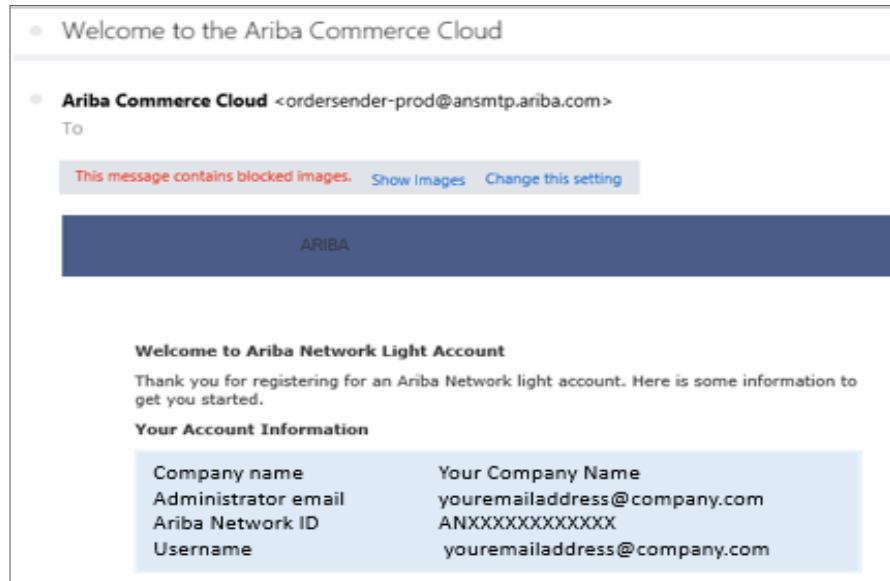 Welcome to the Ariba Commerce Cloud
Ariba Commerce Cloud <ordersender-prod@ansmtp.ariba.com>
To
This message contains blocked images. Show Images Change this setting
ARIBA
Welcome to Ariba Network Light Account
Thank you for registering for an Ariba Network light account. Here is some information to
get you started.
Your Account Information
Company name Your Company Name
Administrator email youremailaddress@company.com
Ariba Network ID ANXXXXXXXXXXXX
Username youremailaddress@company.com